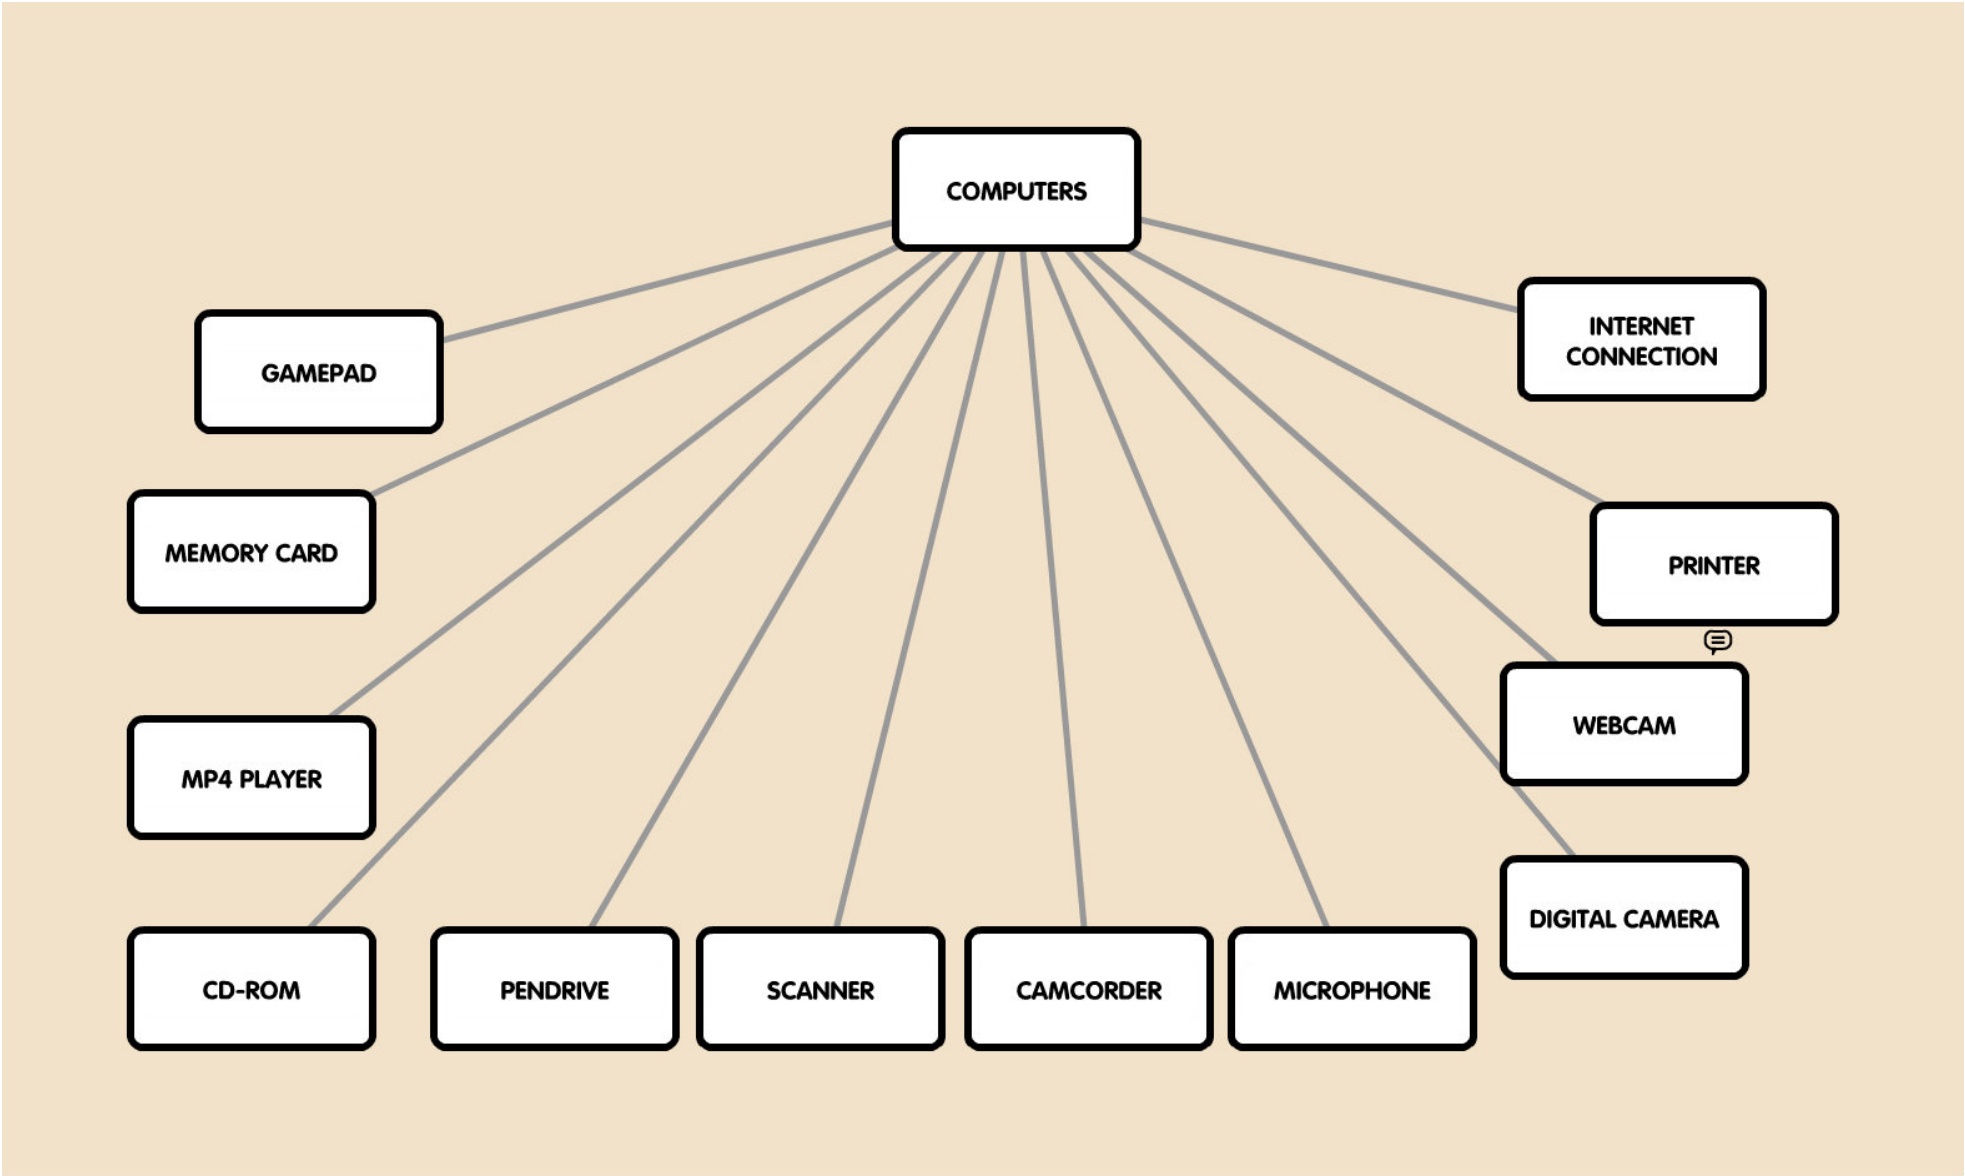 COMPUTERS
INTERNET
CONNECTION
GAMEPAD
MEMORY CARD
PRINTER
WEBCAM
MP4 PLAYER
DIGITAL CAMERA
CD-ROM
PENDRIVE
SCANNER
CAMCORDER
MICROPHONE